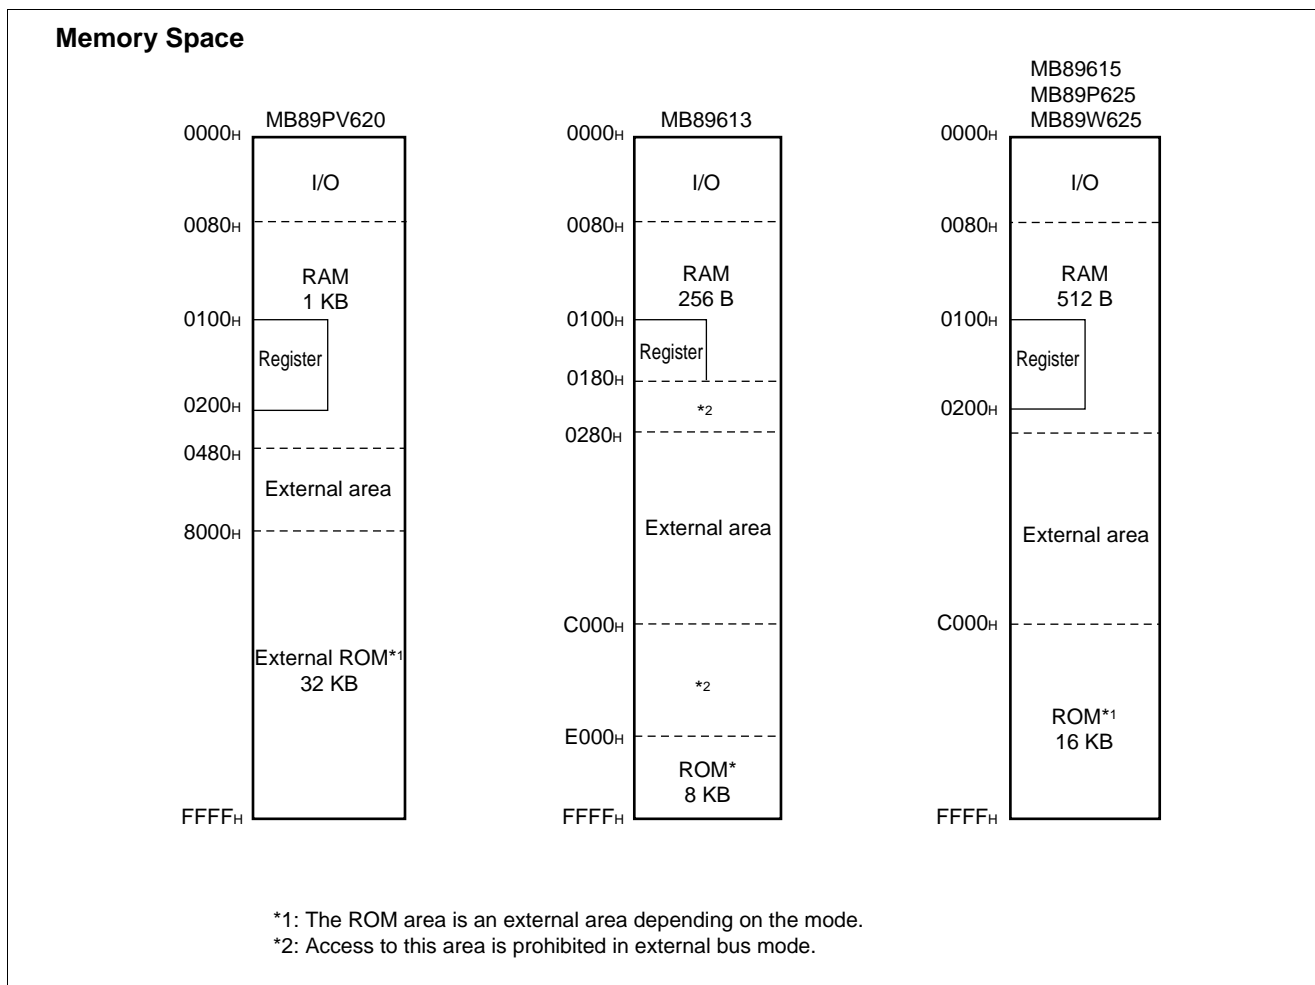 Memory Space
MB89PV620
0000H
I/O
0080H
RAM
1 KB
0100H
Register
0200H
0480H
External area
8000H
External ROM*1
32 KB
FFFFH
MB89613
0000H
I/O
0080H
RAM
256 B
0100H
Register
0180H
*2
0280H
External area
C000H
*2
E000H
ROM*
8 KB
FFFFH
MB89615
MB89P625
MB89W625
0000H
I/O
0080H
RAM
512 B
0100H
Register
0200H
External area
C000H
ROM*1
16 KB
FFFFH
*1: The ROM area is an external area depending on the mode.
*2: Access to this area is prohibited in external bus mode.